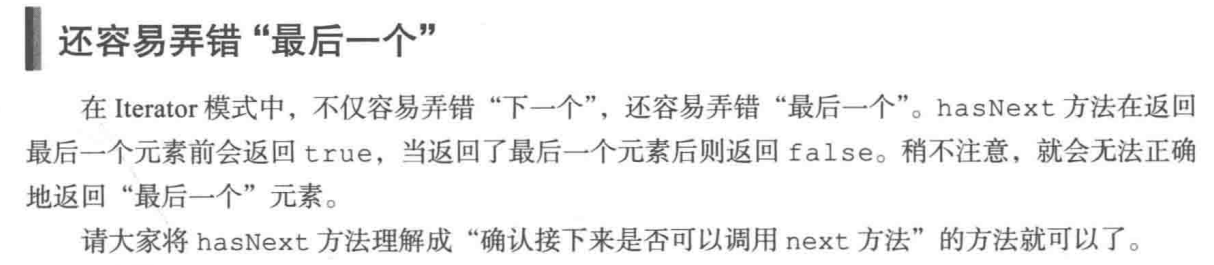 还容易弄错“最后一个”
在 Iterator 模式中，不仅容易弄错“下一个”，还容易弄错“最后一个”。hasNext 方法在返回
最后一个元素前会返回 true，当返回了最后一个元素后则返回 false。稍不注意，就会无法正确
地返回“最后一个”元素。
请大家将 hasNext 方法理解成“确认接下来是否可以调用 next 方法”的方法就可以了。